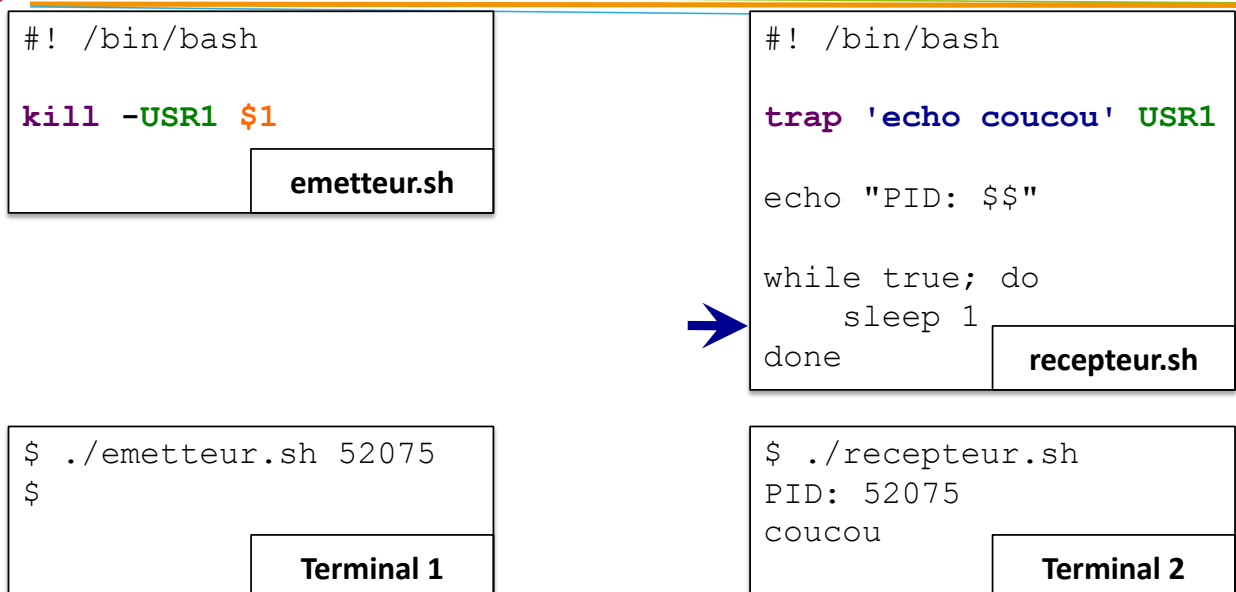 #! /bin/bash
kill -USR1 $1
emetteur.sh
#! /bin/bash
trap 'echo coucou' USR1
echo "PID: $$"
while true; do
    sleep 1
done
recepteur.sh
$ ./emetteur.sh 52075
$
Terminal 1
$ ./recepteur.sh
PID: 52075
coucou
Terminal 2